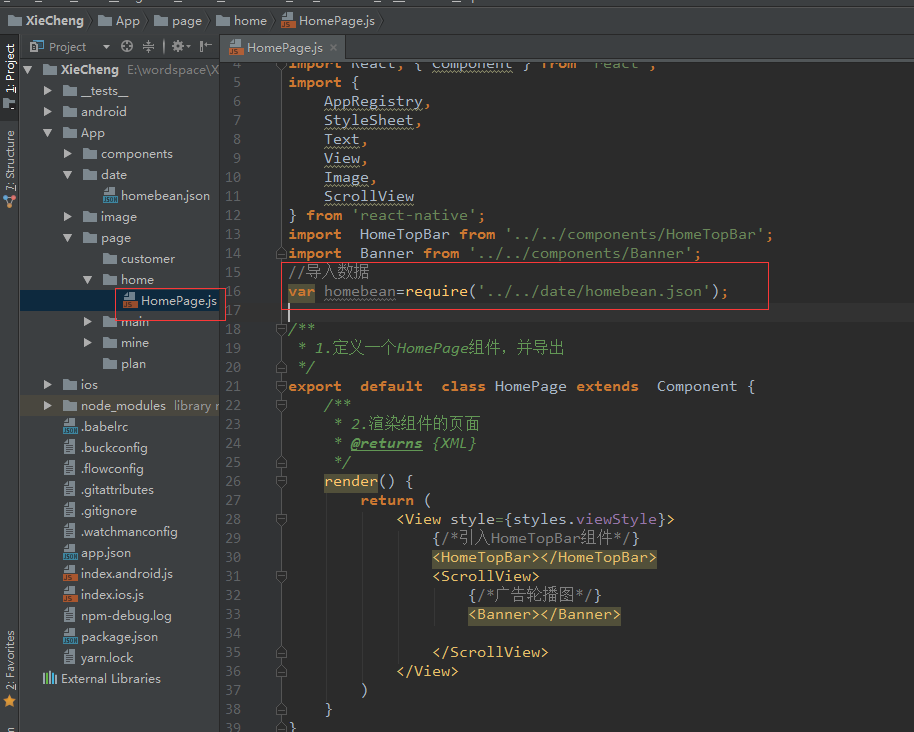 XieCheng App page home HomePage.js
Project
HomePage.js
1: Project
7: Structure
2: Favorites
XieCheng E:\wordspace\X
__tests__
android
App
components
date
homebean.json
image
page
customer
home
HomePage.js
main
mine
plan
ios
node_modules library r
.babelrc
.buckconfig
.flowconfig
.gitattributes
.gitignore
.watchmanconfig
app.json
index.android.js
index.ios.js
npm-debug.log
package.json
yarn.lock
External Libraries
4 import React, { Component } from 'react';
5 import {
6 AppRegistry,
7 StyleSheet,
8 Text,
9 View,
10 Image,
11 ScrollView
12 } from 'react-native';
13 import  HomeTopBar from '../../components/HomeTopBar';
14 import  Banner from '../../components/Banner';
15 //导入数据
16 var homebean=require('../../date/homebean.json');
17
18 /**
19 * 1.定义一个HomePage组件，并导出
20 */
21 export  default  class HomePage extends  Component {
22 /**
23 * 2.渲染组件的页面
24 * @returns {XML}
25 */
26 render() {
27 return (
28 <View style={styles.viewStyle}>
29 {/*引入HomeTopBar组件*/}
30 <HomeTopBar></HomeTopBar>
31 <ScrollView>
32 {/*广告轮播图*/}
33 <Banner></Banner>
34
35 </ScrollView>
36 </View>
37 )
38 }
39 }